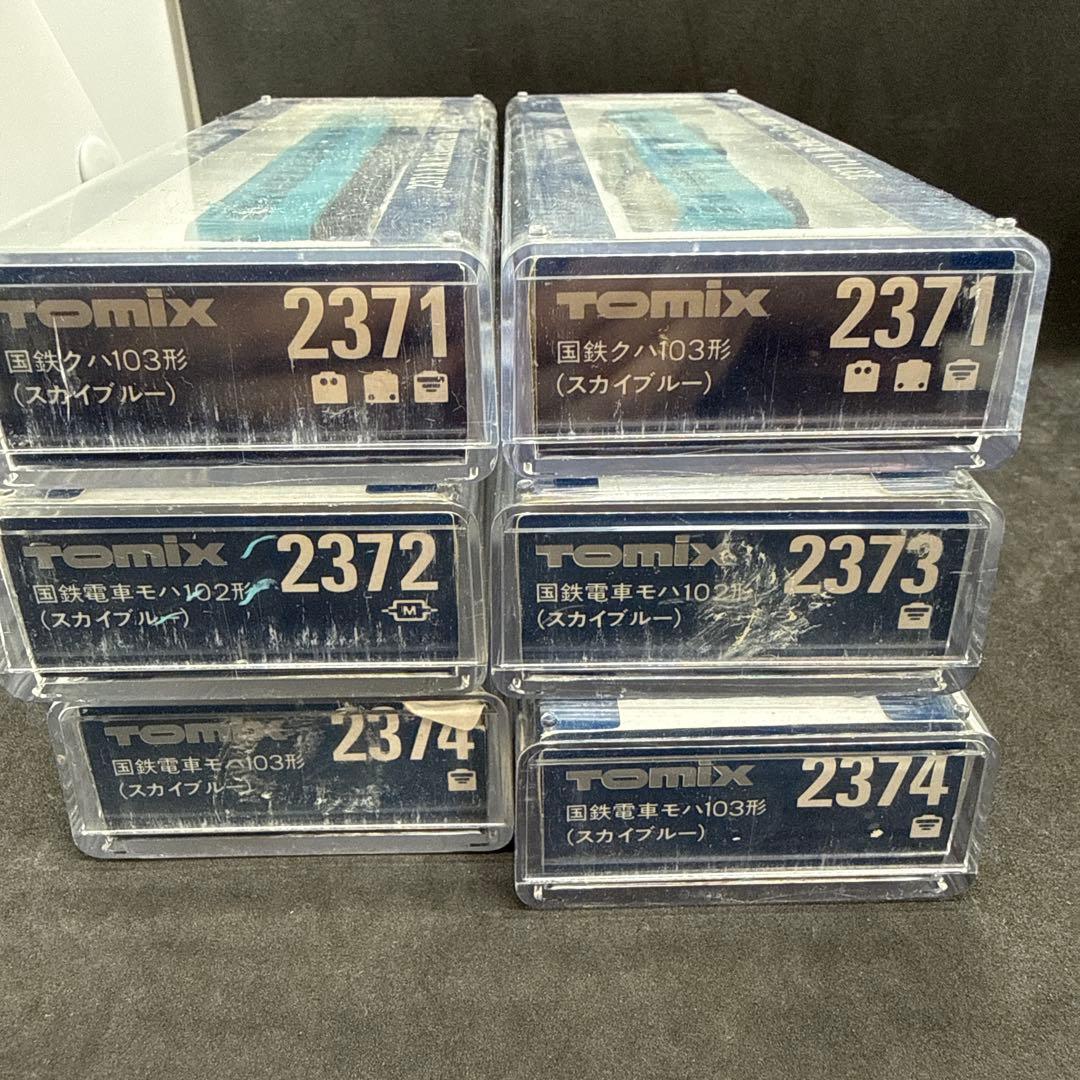 TOMIX 2371
国鉄クハ103形
(スカイブルー)
TOMIX 2371
国鉄クハ103形
(スカイブルー)
TOMIX 2372
国鉄電車モハ102形
(スカイブルー)
M
TOMIX 2373
国鉄電車モハ102形
(スカイブルー)
TOMIX 2374
国鉄電車モハ103形
(スカイブルー)
TOMIX 2374
国鉄電車モハ103形
(スカイブルー)